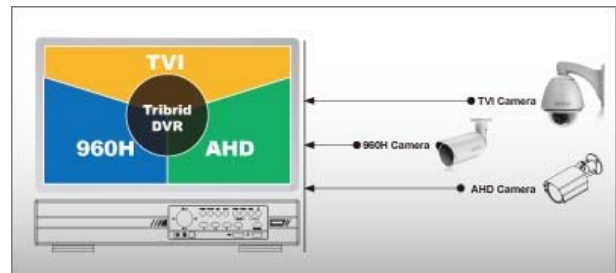 TVI
Tribrid
DVR
960H
AHD
TVI Camera
960H Camera
AHD Camera